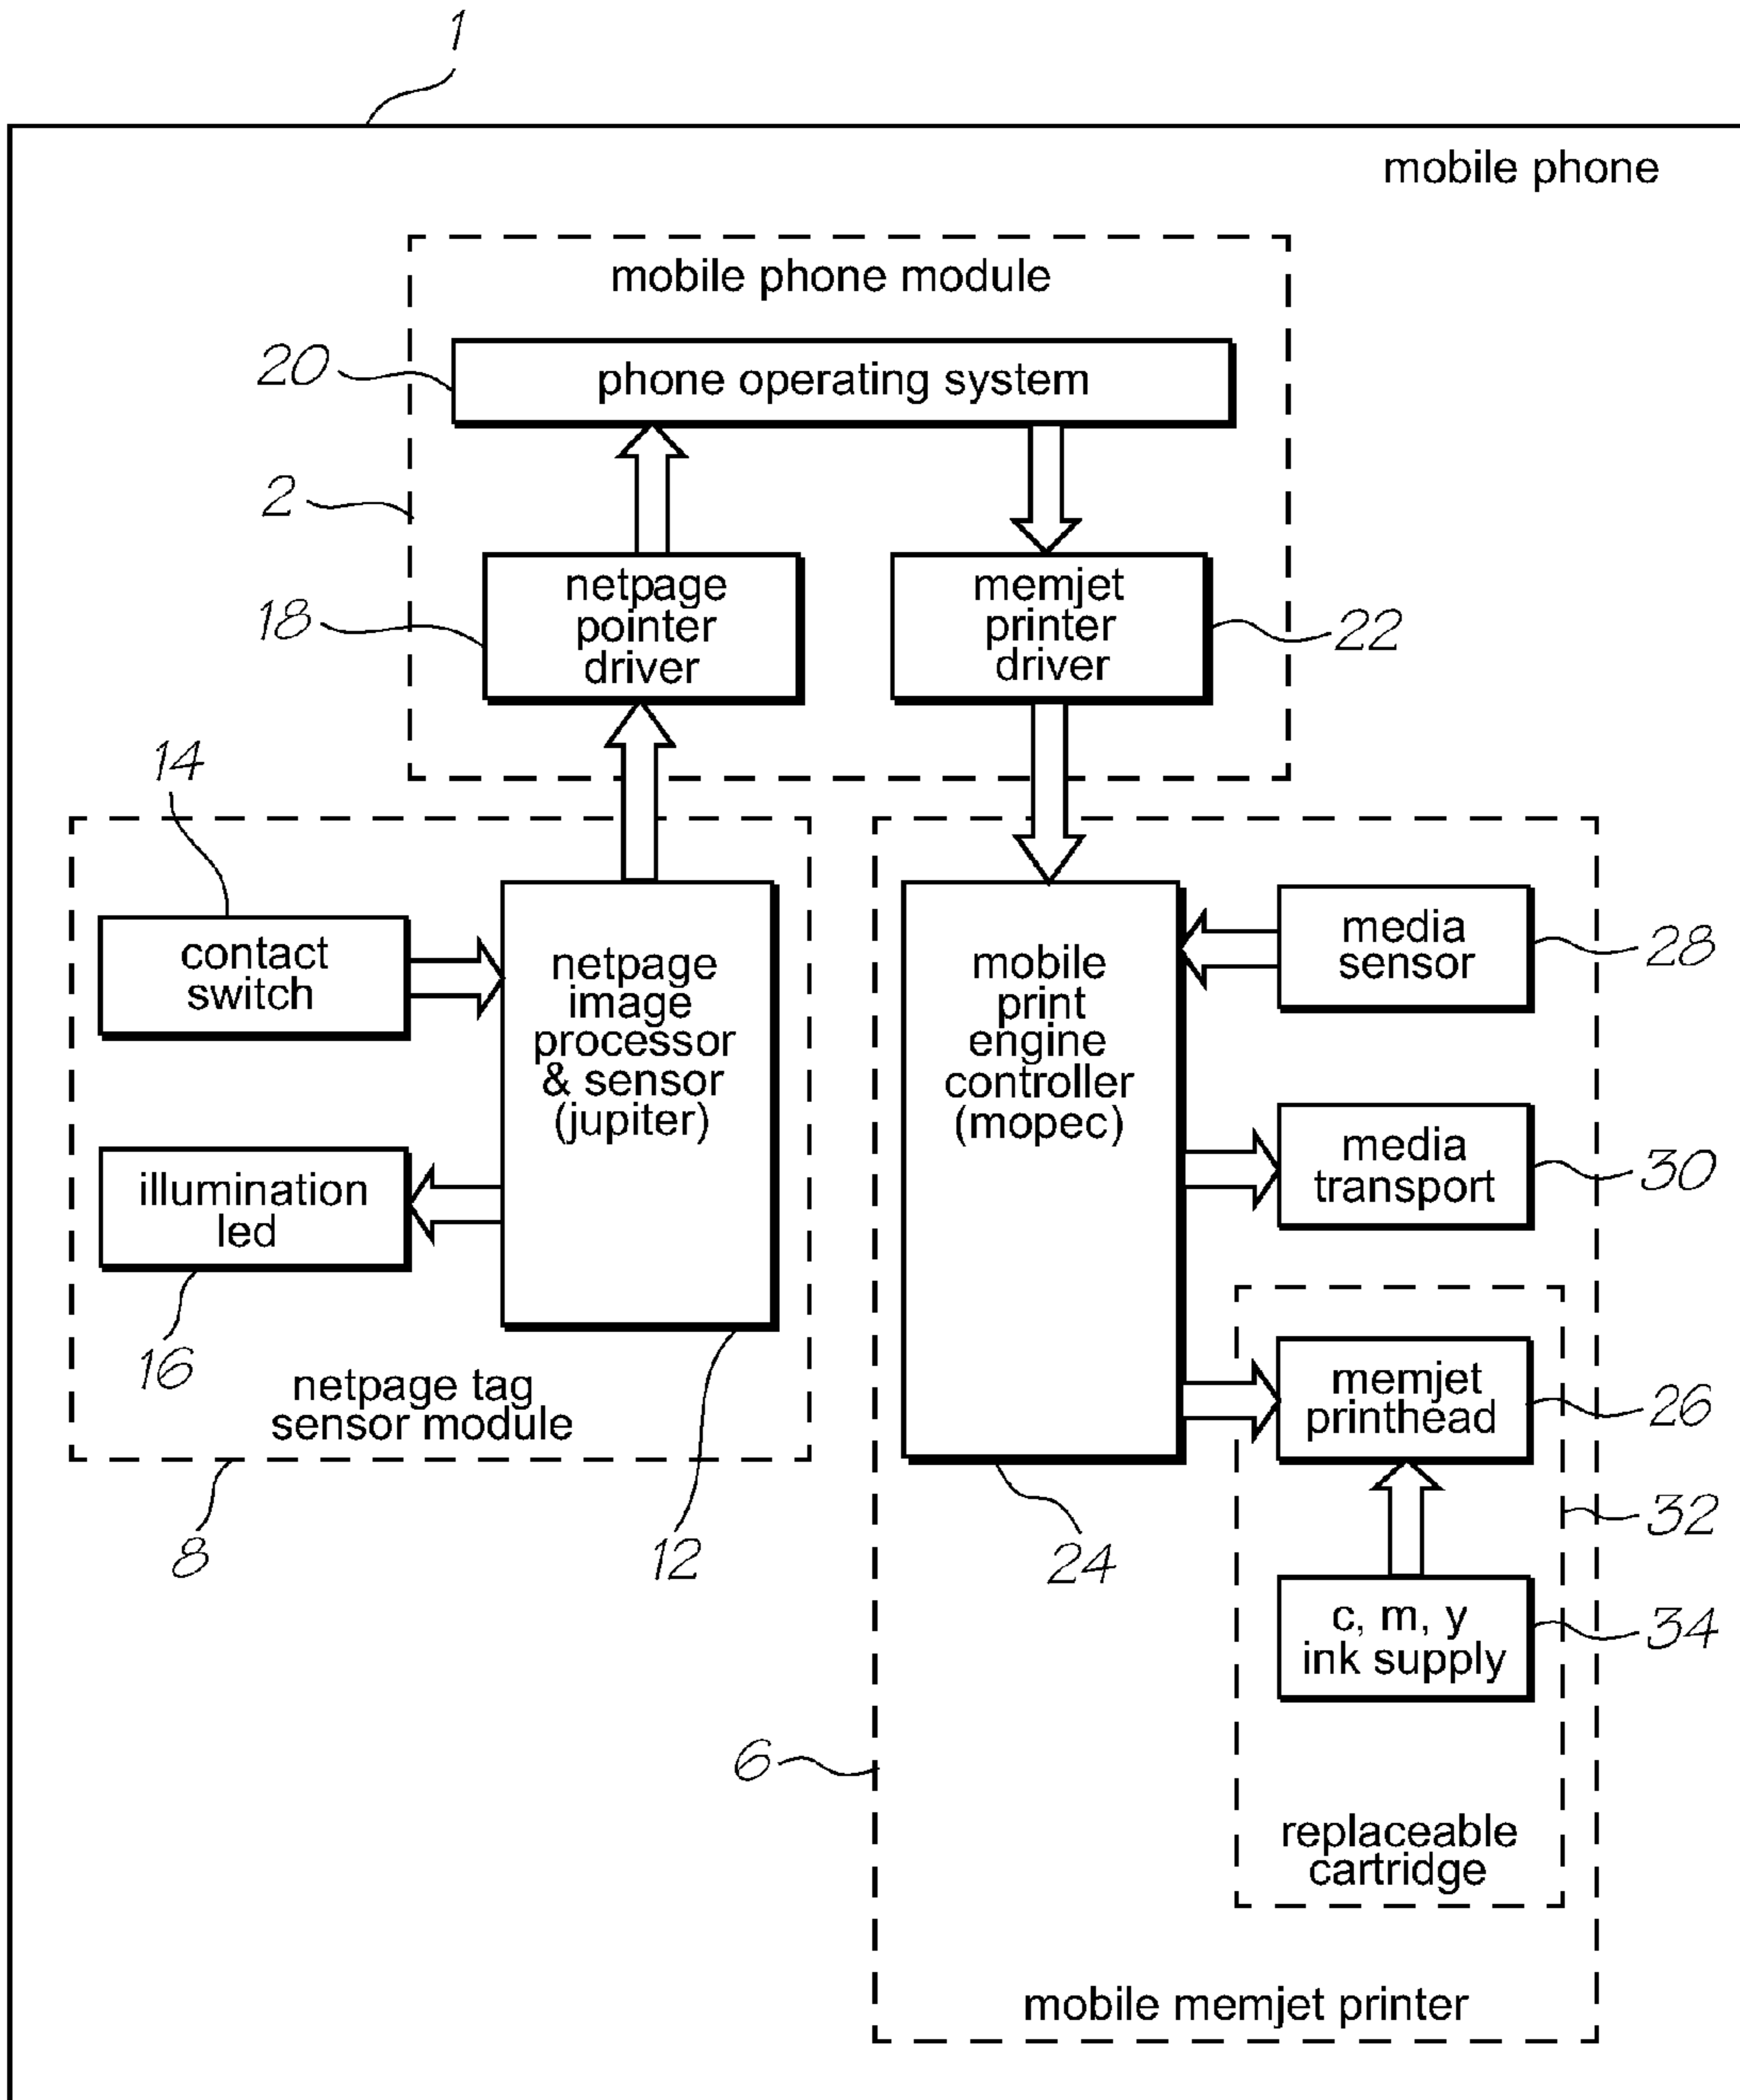 1
mobile phone
mobile phone module
20
phone operating system
2
18
netpage
pointer
driver
memjet
printer
driver
22
14
contact
switch
netpage
image
processor
& sensor
(jupiter)
illumination
led
16
netpage tag
sensor module
8
12
mobile
print
engine
controller
(mopec)
media
sensor
28
media
transport
30
memjet
printhead
26
32
24
c, m, y
ink supply
34
6
replaceable
cartridge
mobile memjet printer